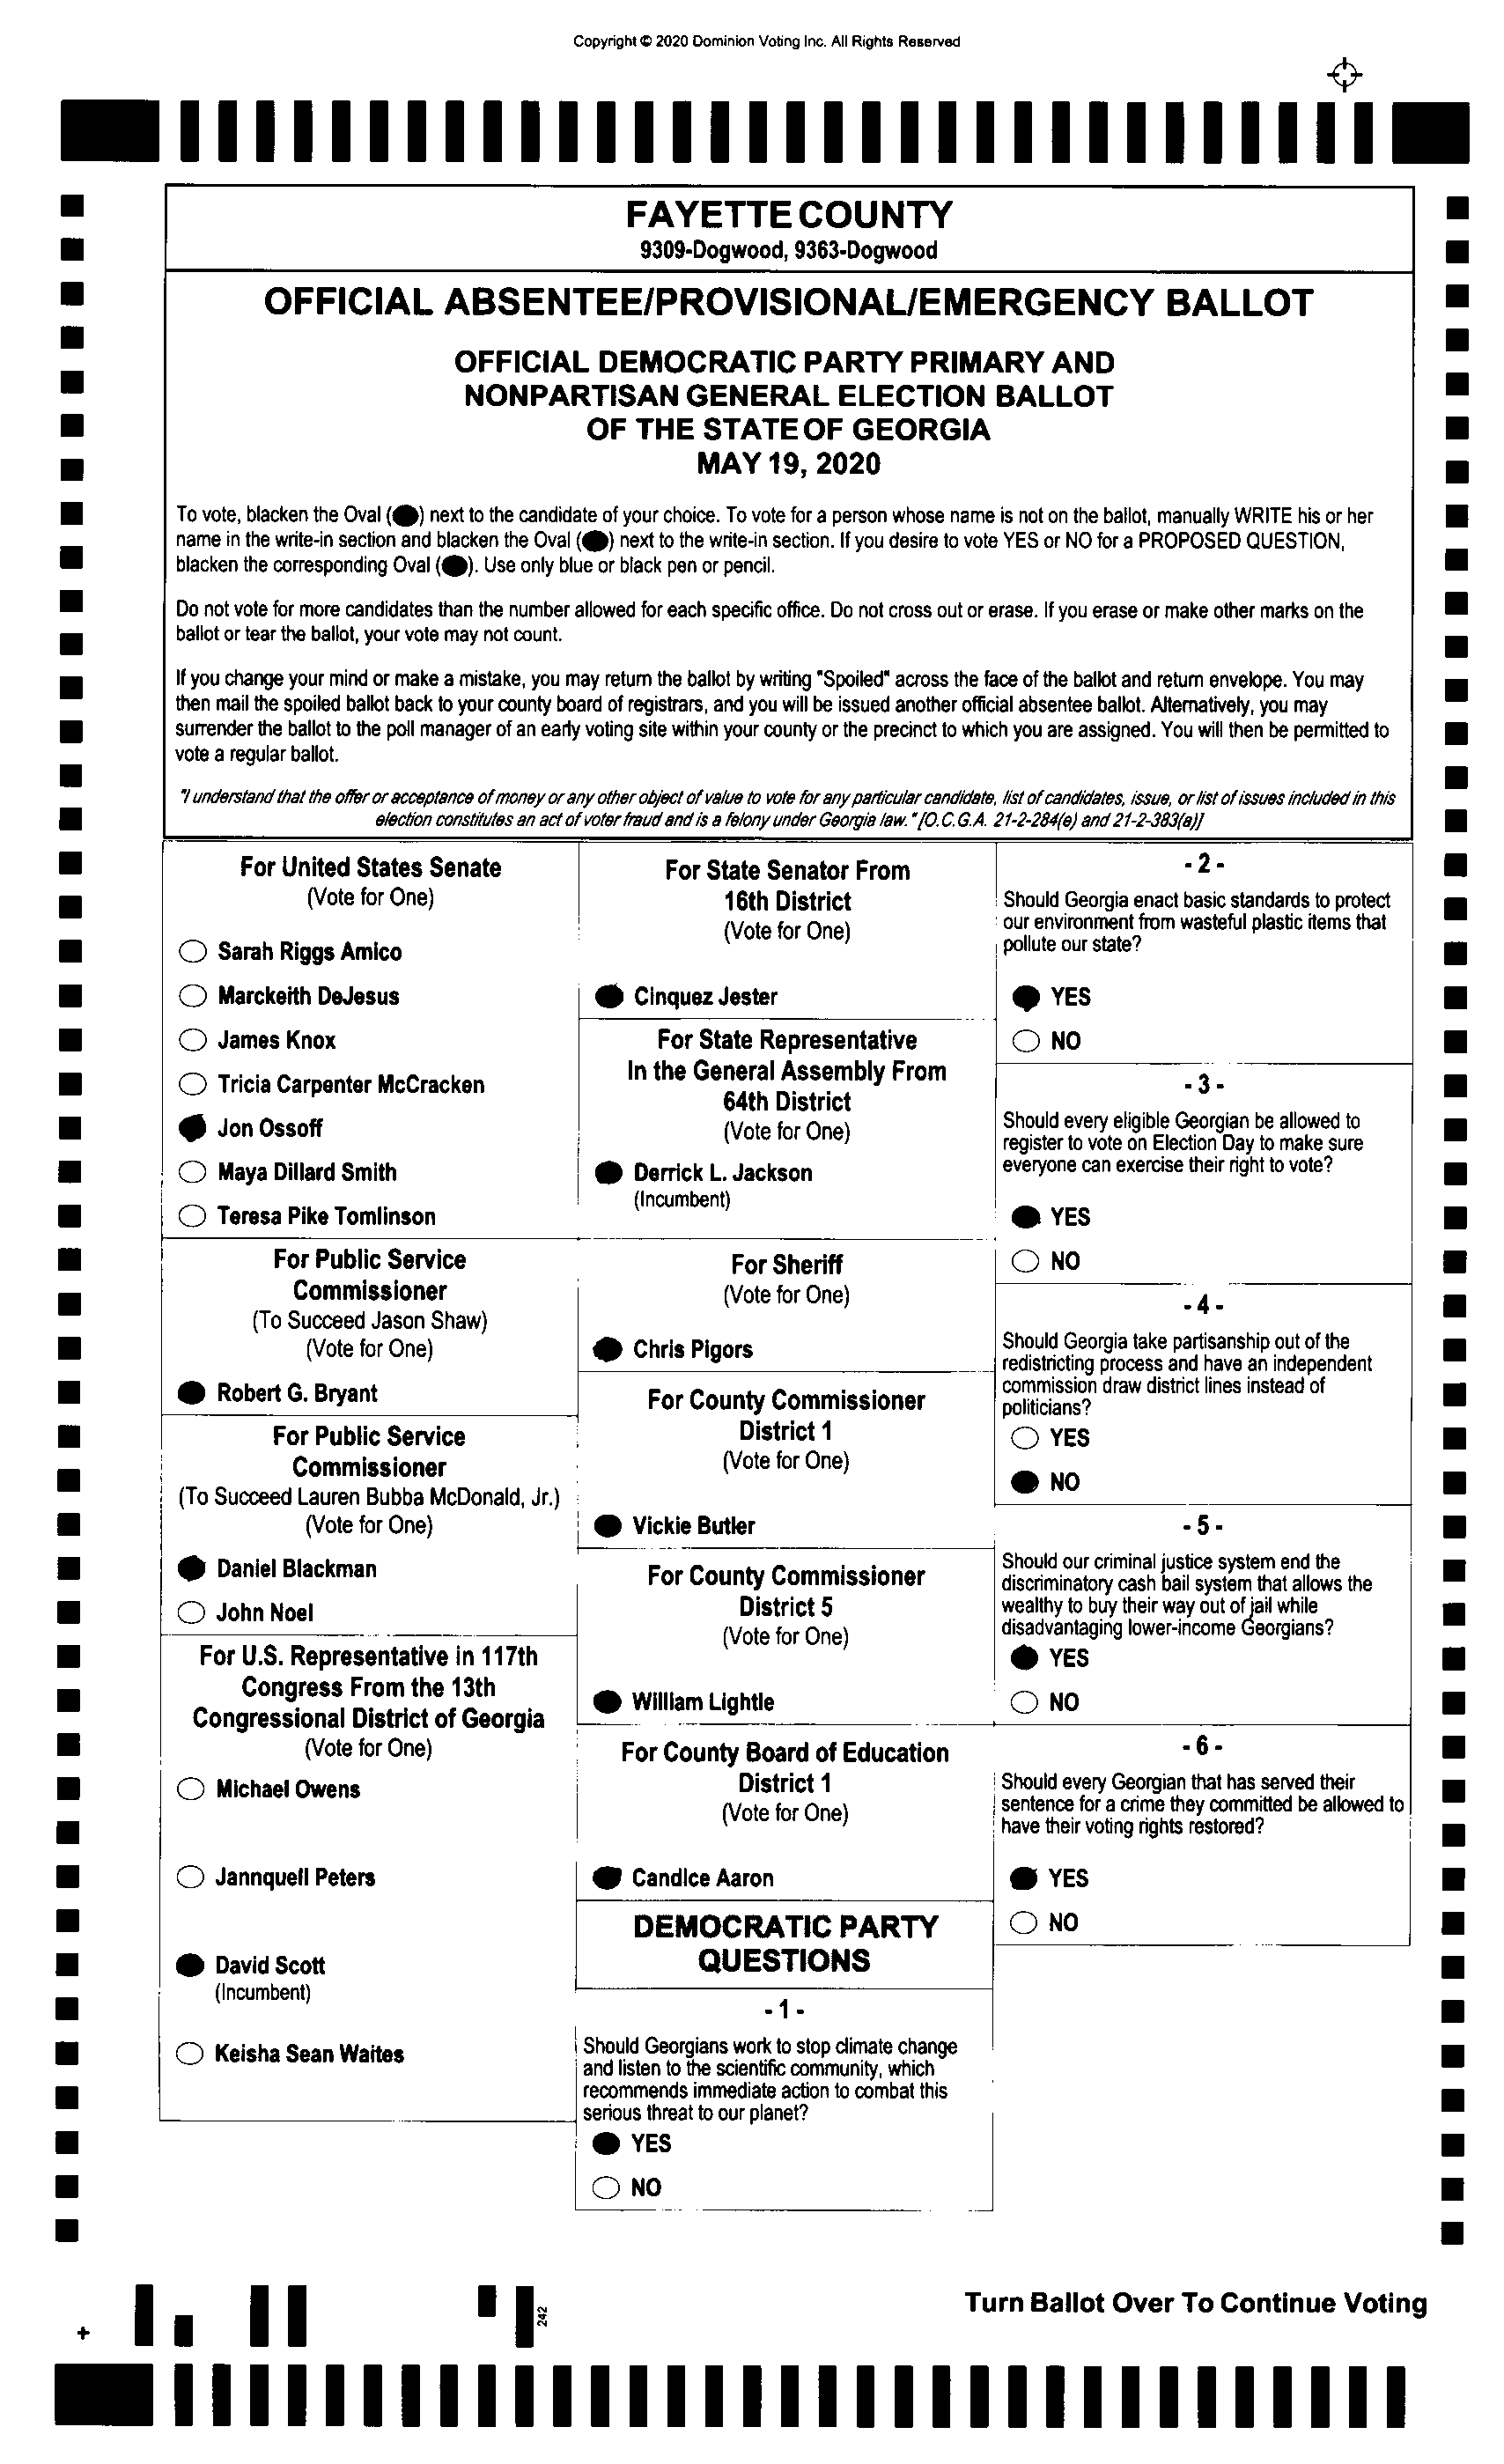 Copyright © 2020 Dominion Voting Inc. All Rights Reserved
FAYETTE COUNTY
9309-Dogwood, 9363-Dogwood
OFFICIAL ABSENTEE/PROVISIONAL/EMERGENCY BALLOT
OFFICIAL DEMOCRATIC PARTY PRIMARY AND
NONPARTISAN GENERAL ELECTION BALLOT
OF THE STATE OF GEORGIA
MAY 19, 2020
To vote, blacken the Oval ( ) next to the candidate of your choice. To vote for a person whose name is not on the ballot, manually WRITE his or her
name in the write-in section and blacken the Oval ( ) next to the write-in section. If you desire to vote YES or NO for a PROPOSED QUESTION,
blacken the corresponding Oval ( ). Use only blue or black pen or pencil.
Do not vote for more candidates than the number allowed for each specific office. Do not cross out or erase. If you erase or make other marks on the
ballot or tear the ballot, your vote may not count.
If you change your mind or make a mistake, you may return the ballot by writing "Spoiled" across the face of the ballot and return envelope. You may
then mail the spoiled ballot back to your county board of registrars, and you will be issued another official absentee ballot. Alternatively, you may
surrender the ballot to the poll manager of an early voting site within your county or the precinct to which you are assigned. You will then be permitted to
vote a regular ballot.
"I understand that the offer or acceptance of money or any other object of value to vote for any particular candidate, list of candidates, issue, or list of issues included in this
election constitutes an act of voter fraud and is a felony under Georgia law." [O.C.G.A. 21-2-284(e) and 21-2-383(a)]
For United States Senate
(Vote for One)
Sarah Riggs Amico
Marckeith DeJesus
James Knox
Tricia Carpenter McCracken
Jon Ossoff
Maya Dillard Smith
Teresa Pike Tomlinson
For Public Service
Commissioner
(To Succeed Jason Shaw)
(Vote for One)
Robert G. Bryant
For Public Service
Commissioner
(To Succeed Lauren Bubba McDonald, Jr.)
(Vote for One)
Daniel Blackman
John Noel
For U.S. Representative in 117th
Congress From the 13th
Congressional District of Georgia
(Vote for One)
Michael Owens
Jannquell Peters
David Scott
(Incumbent)
Keisha Sean Waites
For State Senator From
16th District
(Vote for One)
Cinquez Jester
For State Representative
In the General Assembly From
64th District
(Vote for One)
Derrick L. Jackson
(Incumbent)
For Sheriff
(Vote for One)
Chris Pigors
For County Commissioner
District 1
(Vote for One)
Vickie Butler
For County Commissioner
District 5
(Vote for One)
William Lightle
For County Board of Education
District 1
(Vote for One)
Candice Aaron
DEMOCRATIC PARTY
QUESTIONS
- 1 -
Should Georgians work to stop climate change
and listen to the scientific community, which
recommends immediate action to combat this
serious threat to our planet?
YES
NO
- 2 -
Should Georgia enact basic standards to protect
our environment from wasteful plastic items that
pollute our state?
YES
NO
- 3 -
Should every eligible Georgian be allowed to
register to vote on Election Day to make sure
everyone can exercise their right to vote?
YES
NO
- 4 -
Should Georgia take partisanship out of the
redistricting process and have an independent
commission draw district lines instead of
politicians?
YES
NO
- 5 -
Should our criminal justice system end the
discriminatory cash bail system that allows the
wealthy to buy their way out of jail while
disadvantaging lower-income Georgians?
YES
NO
- 6 -
Should every Georgian that has served their
sentence for a crime they committed be allowed to
have their voting rights restored?
YES
NO
Turn Ballot Over To Continue Voting
242